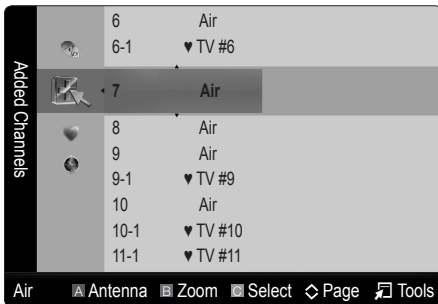 Added Channels
6 Air
6-1 ♥ TV #6
7 Air
8 Air
9 Air
9-1 ♥ TV #9
10 Air
10-1 ♥ TV #10
11-1 ♥ TV #11
Air A Antenna B Zoom C Select Page Tools